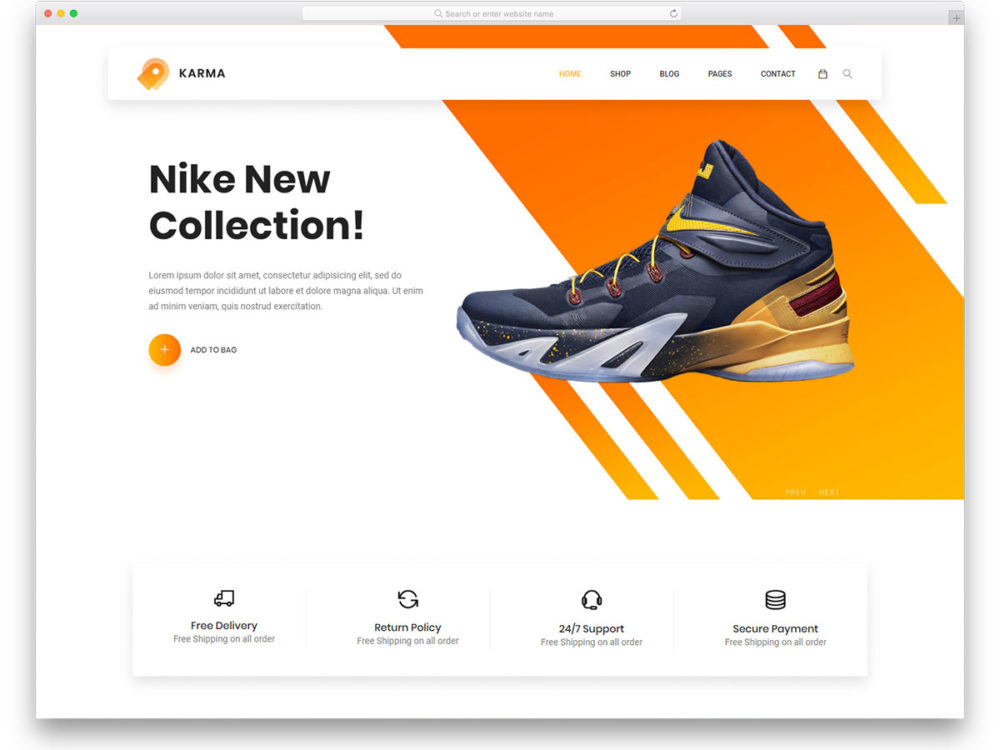 Search or enter website name
KARMA
HOME SHOP BLOG PAGES CONTACT
Nike New
Collection!
Lorem ipsum dolor sit amet, consectetur adipisicing elit, sed do
eiusmod tempor incididunt ut labore et dolore magna aliqua. Ut enim
ad minim veniam, quis nostrud exercitation.
ADD TO BAG
PREV NEXT
Free Delivery
Free Shipping on all order
Return Policy
Free Shipping on all order
24/7 Support
Free Shipping on all order
Secure Payment
Free Shipping on all order